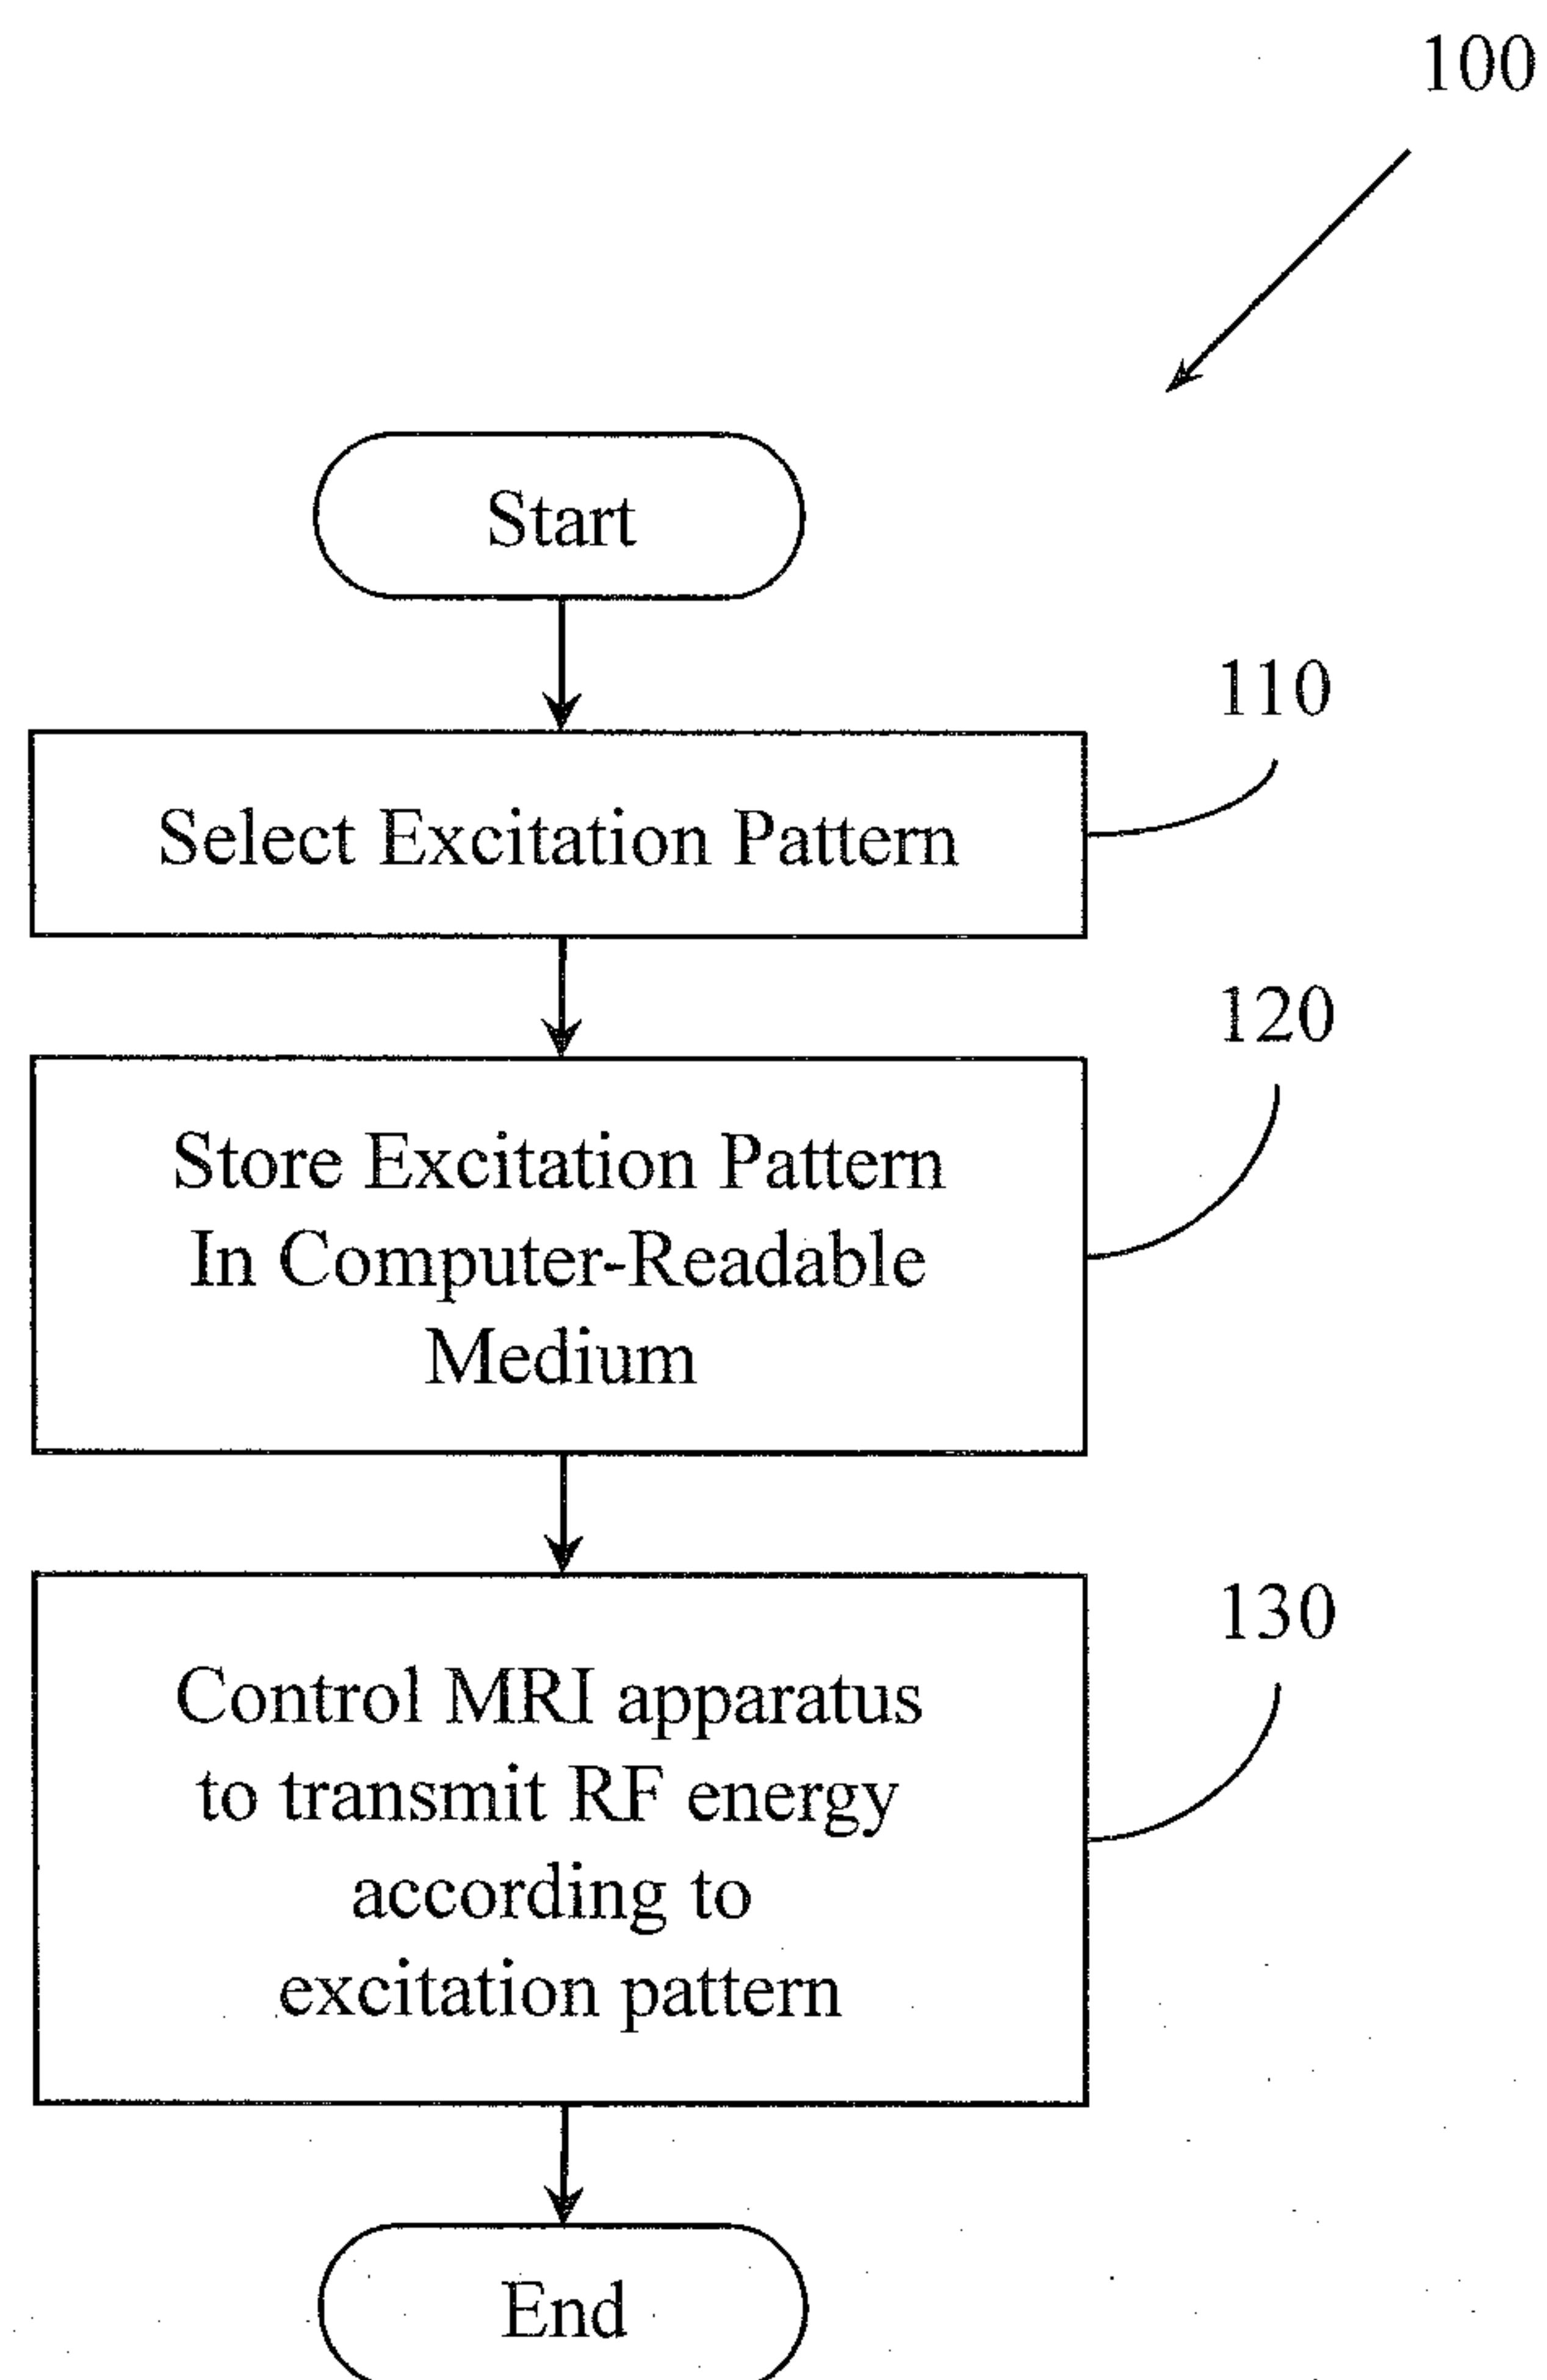 100
Start
110
Select Excitation Pattern
120
Store Excitation Pattern
In Computer-Readable
Medium
130
Control MRI apparatus
to transmit RF energy
according to
excitation pattern
End